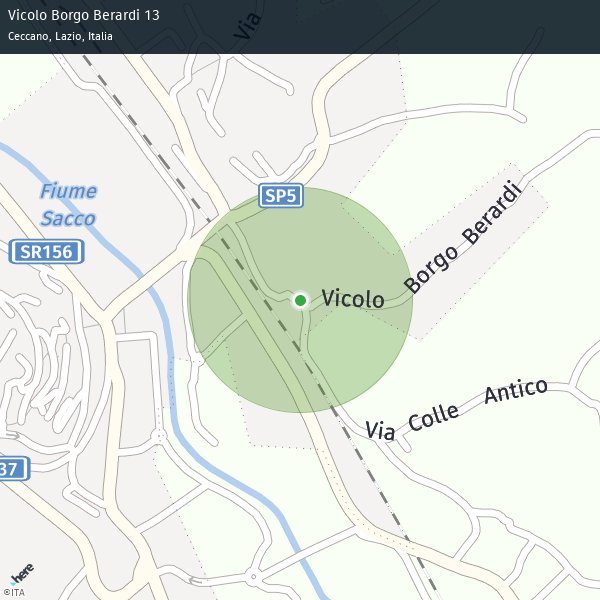 Vicolo Borgo Berardi 13
Ceccano, Lazio, Italia
Via
Fiume
Sacco
SP5
SR156
Vicolo Borgo Berardi
Via Colle Antico
37
here
©ITA